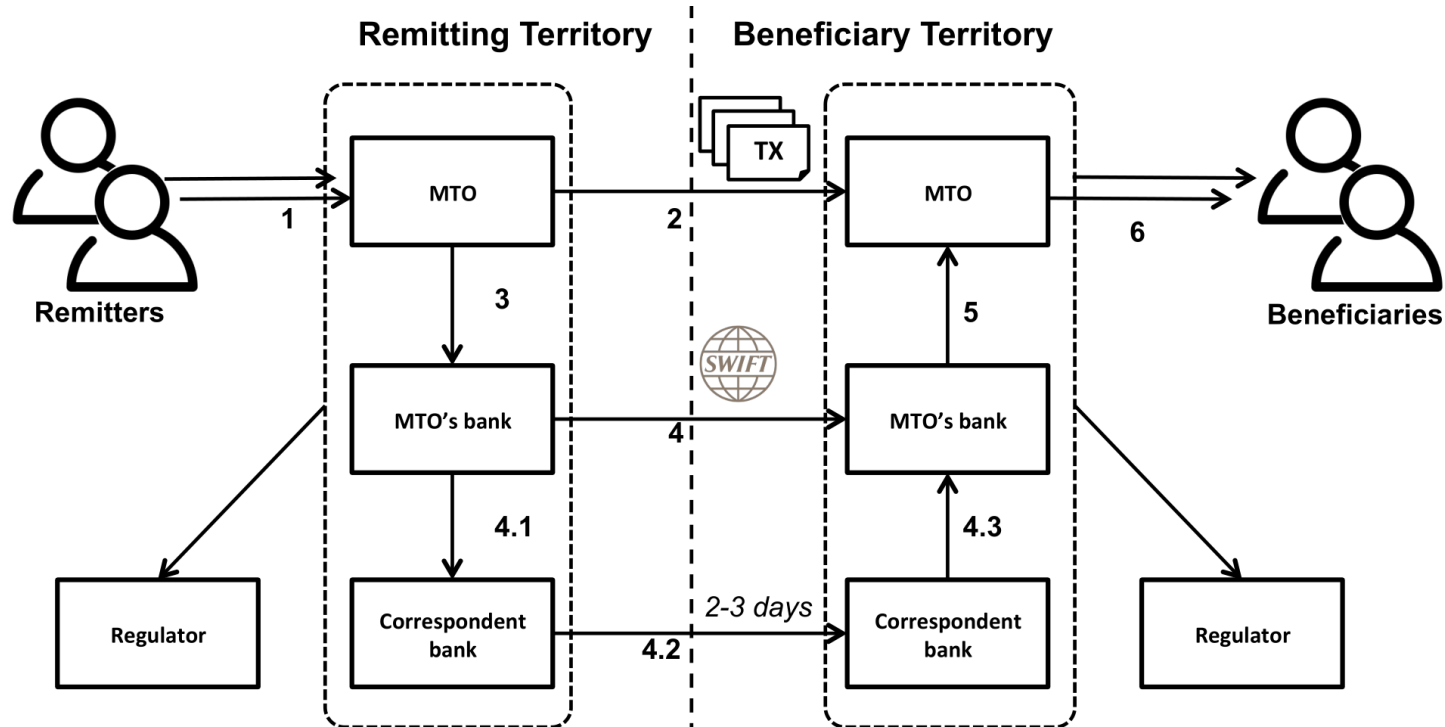 Remitting Territory
Beneficiary Territory
TX
MTO
MTO
1
2
6
Remitters
Beneficiaries
3
5
SWIFT
MTO's bank
MTO's bank
4
4.1
4.3
Regulator
Correspondent
bank
2-3 days
4.2
Correspondent
bank
Regulator